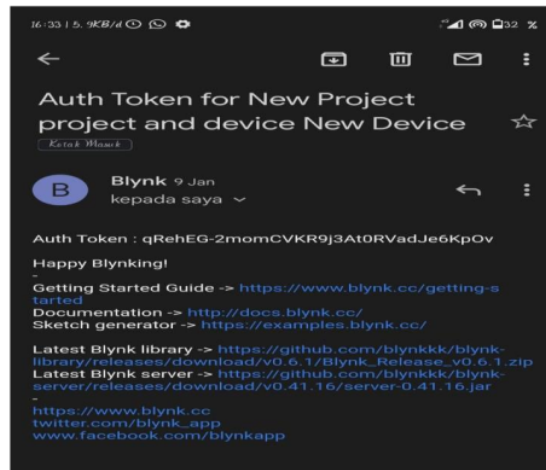 16:33 | 5. 9KB/d
32 %
Auth Token for New Project
project and device New Device
Kotak Masuk
B
Blynk 9 Jan
kepada saya
Auth Token : qRehEG-2momCVKR9j3At0RVadJe6KpOv
Happy Blynking!
-
Getting Started Guide -> https://www.blynk.cc/getting-s
tarted
Documentation -> http://docs.blynk.cc/
Sketch generator -> https://examples.blynk.cc/
Latest Blynk library -> https://github.com/blynkkk/blynk-
library/releases/download/v0.6.1/Blynk_Release_v0.6.1.zip
Latest Blynk server -> https://github.com/blynkkk/blynk-
server/releases/download/v0.41.16/server-0.41.16.jar
-
https://www.blynk.cc
twitter.com/blynk_app
www.facebook.com/blynkapp